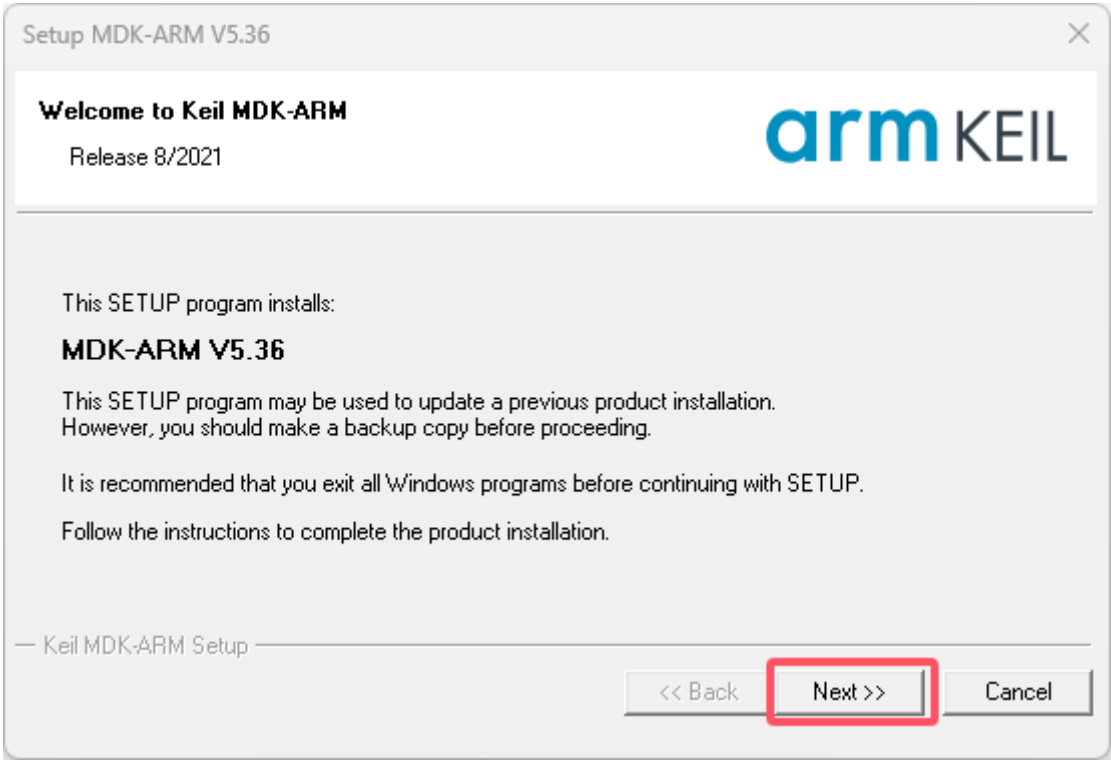 Setup MDK-ARM V5.36
Welcome to Keil MDK-ARM
Release 8/2021
arm KEIL
This SETUP program installs:
MDK-ARM V5.36
This SETUP program may be used to update a previous product installation.
However, you should make a backup copy before proceeding.
It is recommended that you exit all Windows programs before continuing with SETUP.
Follow the instructions to complete the product installation.
Keil MDK-ARM Setup
<< Back Next >> Cancel